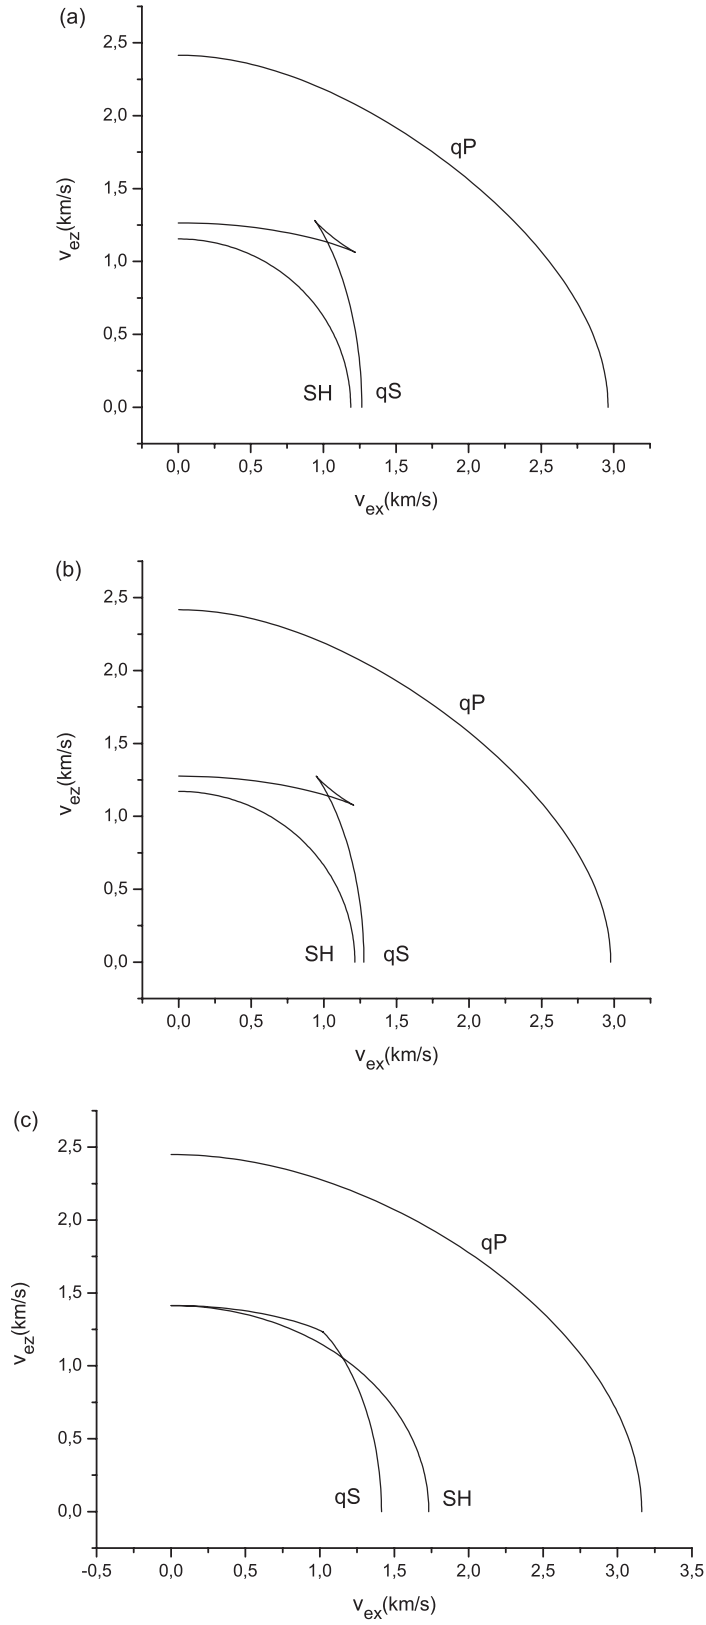 (a)
2,5
2,0
1,5
1,0
0,5
0,0
v_ez(km/s)
qP
SH
qS
0,0 0,5 1,0 1,5 2,0 2,5 3,0
v_ex(km/s)
(b)
2,5
2,0
1,5
1,0
0,5
0,0
v_ez(km/s)
qP
SH
qS
0,0 0,5 1,0 1,5 2,0 2,5 3,0
v_ex(km/s)
(c)
2,5
2,0
1,5
1,0
0,5
0,0
v_ez(km/s)
qP
qS
SH
-0,5 0,0 0,5 1,0 1,5 2,0 2,5 3,0 3,5
v_ex(km/s)